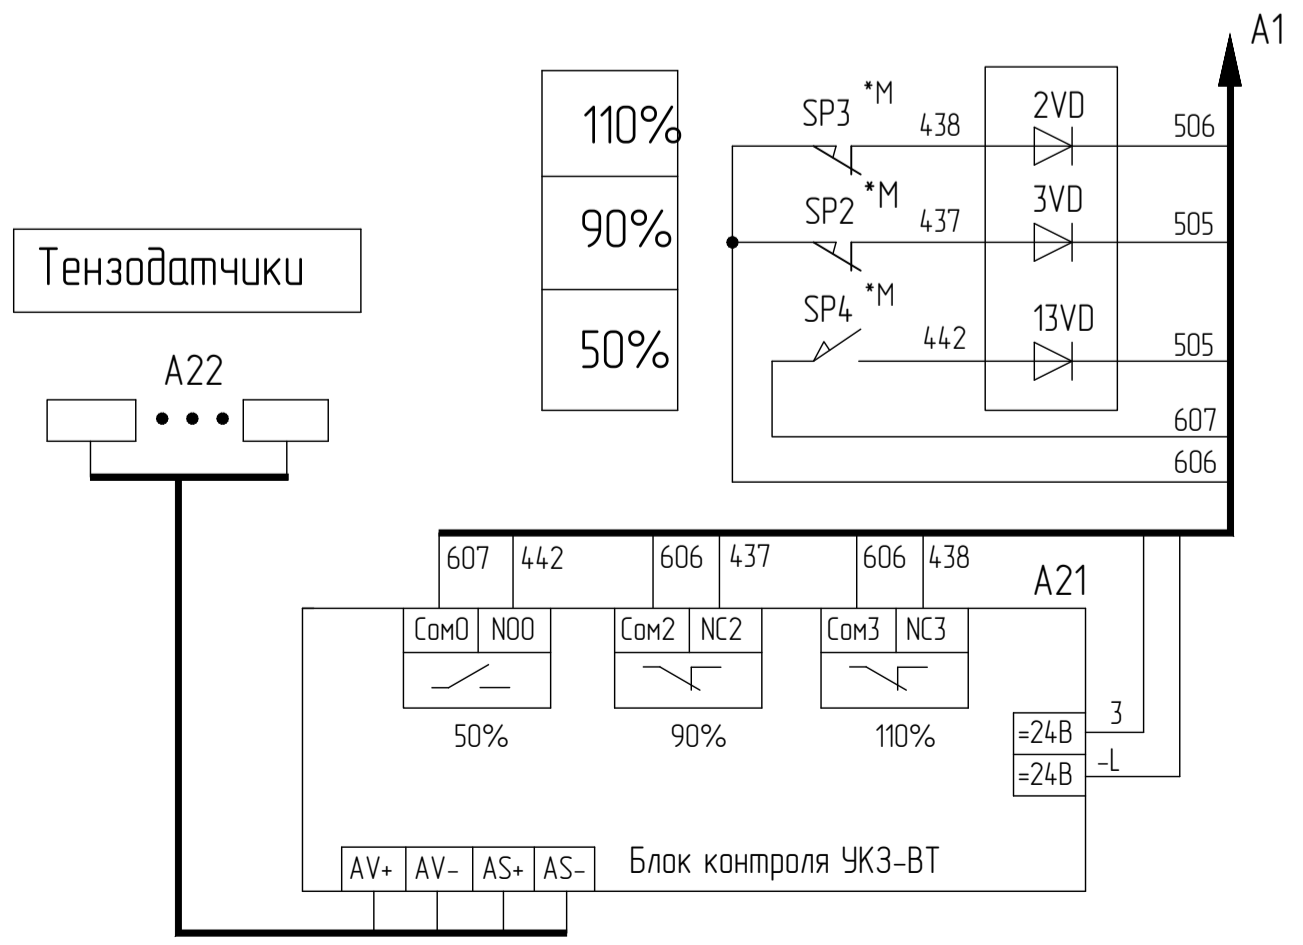 A1
110%
90%
50%
SP3
*M
438
2VD
506
SP2
*M
437
3VD
505
SP4
*M
442
13VD
505
607
606
Тензодатчики
A22
607
442
606
437
606
438
A21
Com0
NO0
Com2
NC2
Com3
NC3
50%
90%
110%
=24В
3
=24В
-L
AV+
AV-
AS+
AS-
Блок контроля УКЗ-ВТ